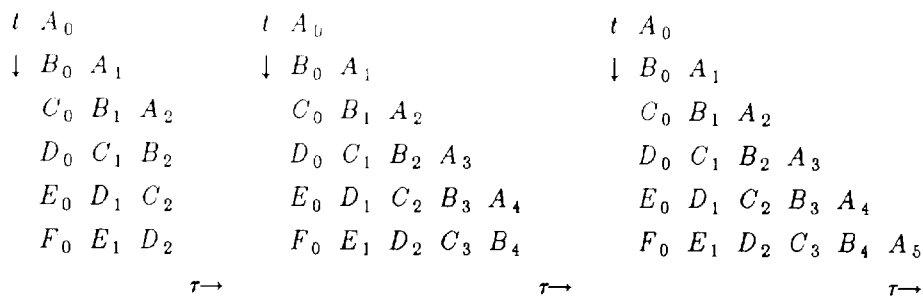 t A₀ t A₀ t A₀
↓ B₀ A₁ ↓ B₀ A₁ ↓ B₀ A₁
C₀ B₁ A₂ C₀ B₁ A₂ C₀ B₁ A₂
D₀ C₁ B₂ D₀ C₁ B₂ A₃ D₀ C₁ B₂ A₃
E₀ D₁ C₂ E₀ D₁ C₂ B₃ A₄ E₀ D₁ C₂ B₃ A₄
F₀ E₁ D₂ F₀ E₁ D₂ C₃ B₄ F₀ E₁ D₂ C₃ B₄ A₅
τ→ τ→ τ→